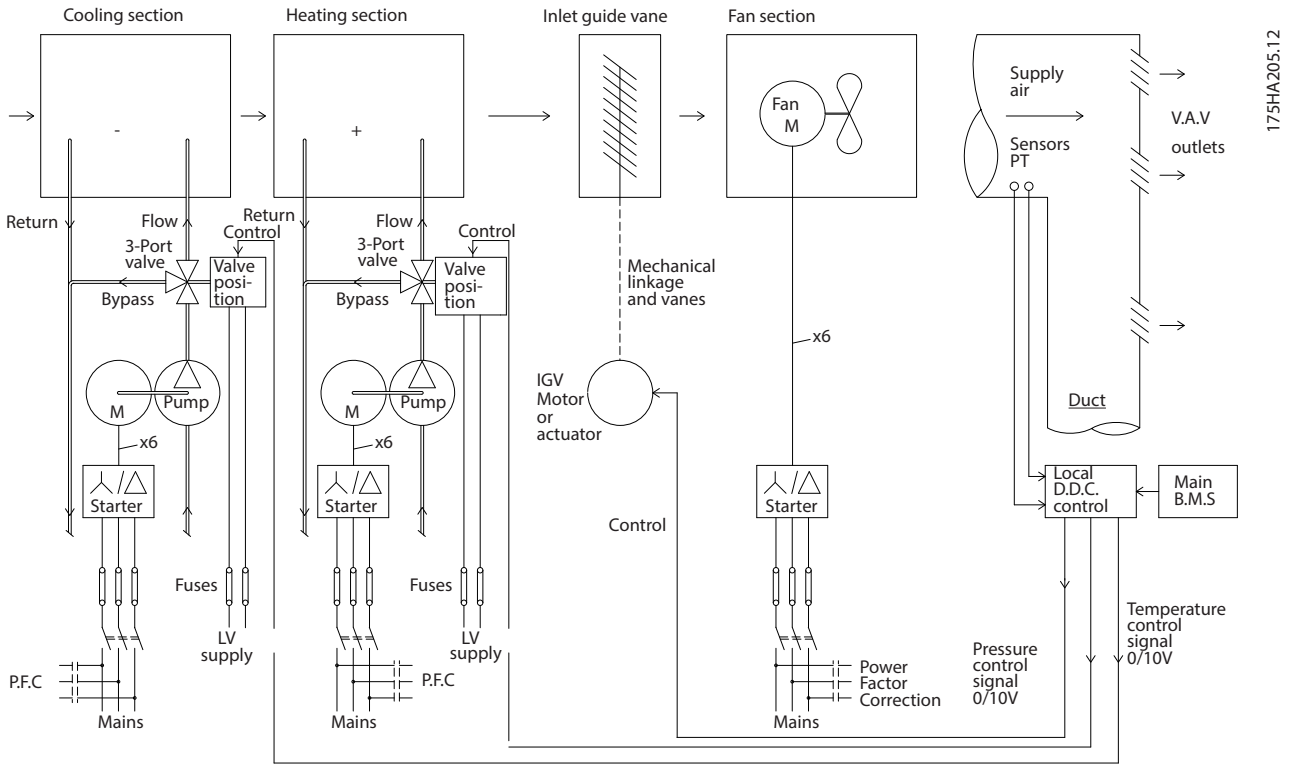 Cooling section
Heating section
Inlet guide vane
Fan section
175HA205.12
-
+
Fan
M
Supply
air
Sensors
PT
V.A.V
outlets
Return
Flow
3-Port
valve
Bypass
Control
Valve
posi-
tion
Return
Flow
3-Port
valve
Bypass
Control
Valve
posi-
tion
Mechanical
linkage
and vanes
x6
M
Pump
x6
Starter
M
Pump
x6
Starter
IGV
Motor
or
actuator
Control
Starter
Duct
Local
D.D.C.
control
Main
B.M.S
Fuses
LV
supply
Fuses
LV
supply
P.F.C
Mains
P.F.C
Mains
Power
Factor
Correction
Mains
Pressure
control
signal
0/10V
Temperature
control
signal
0/10V